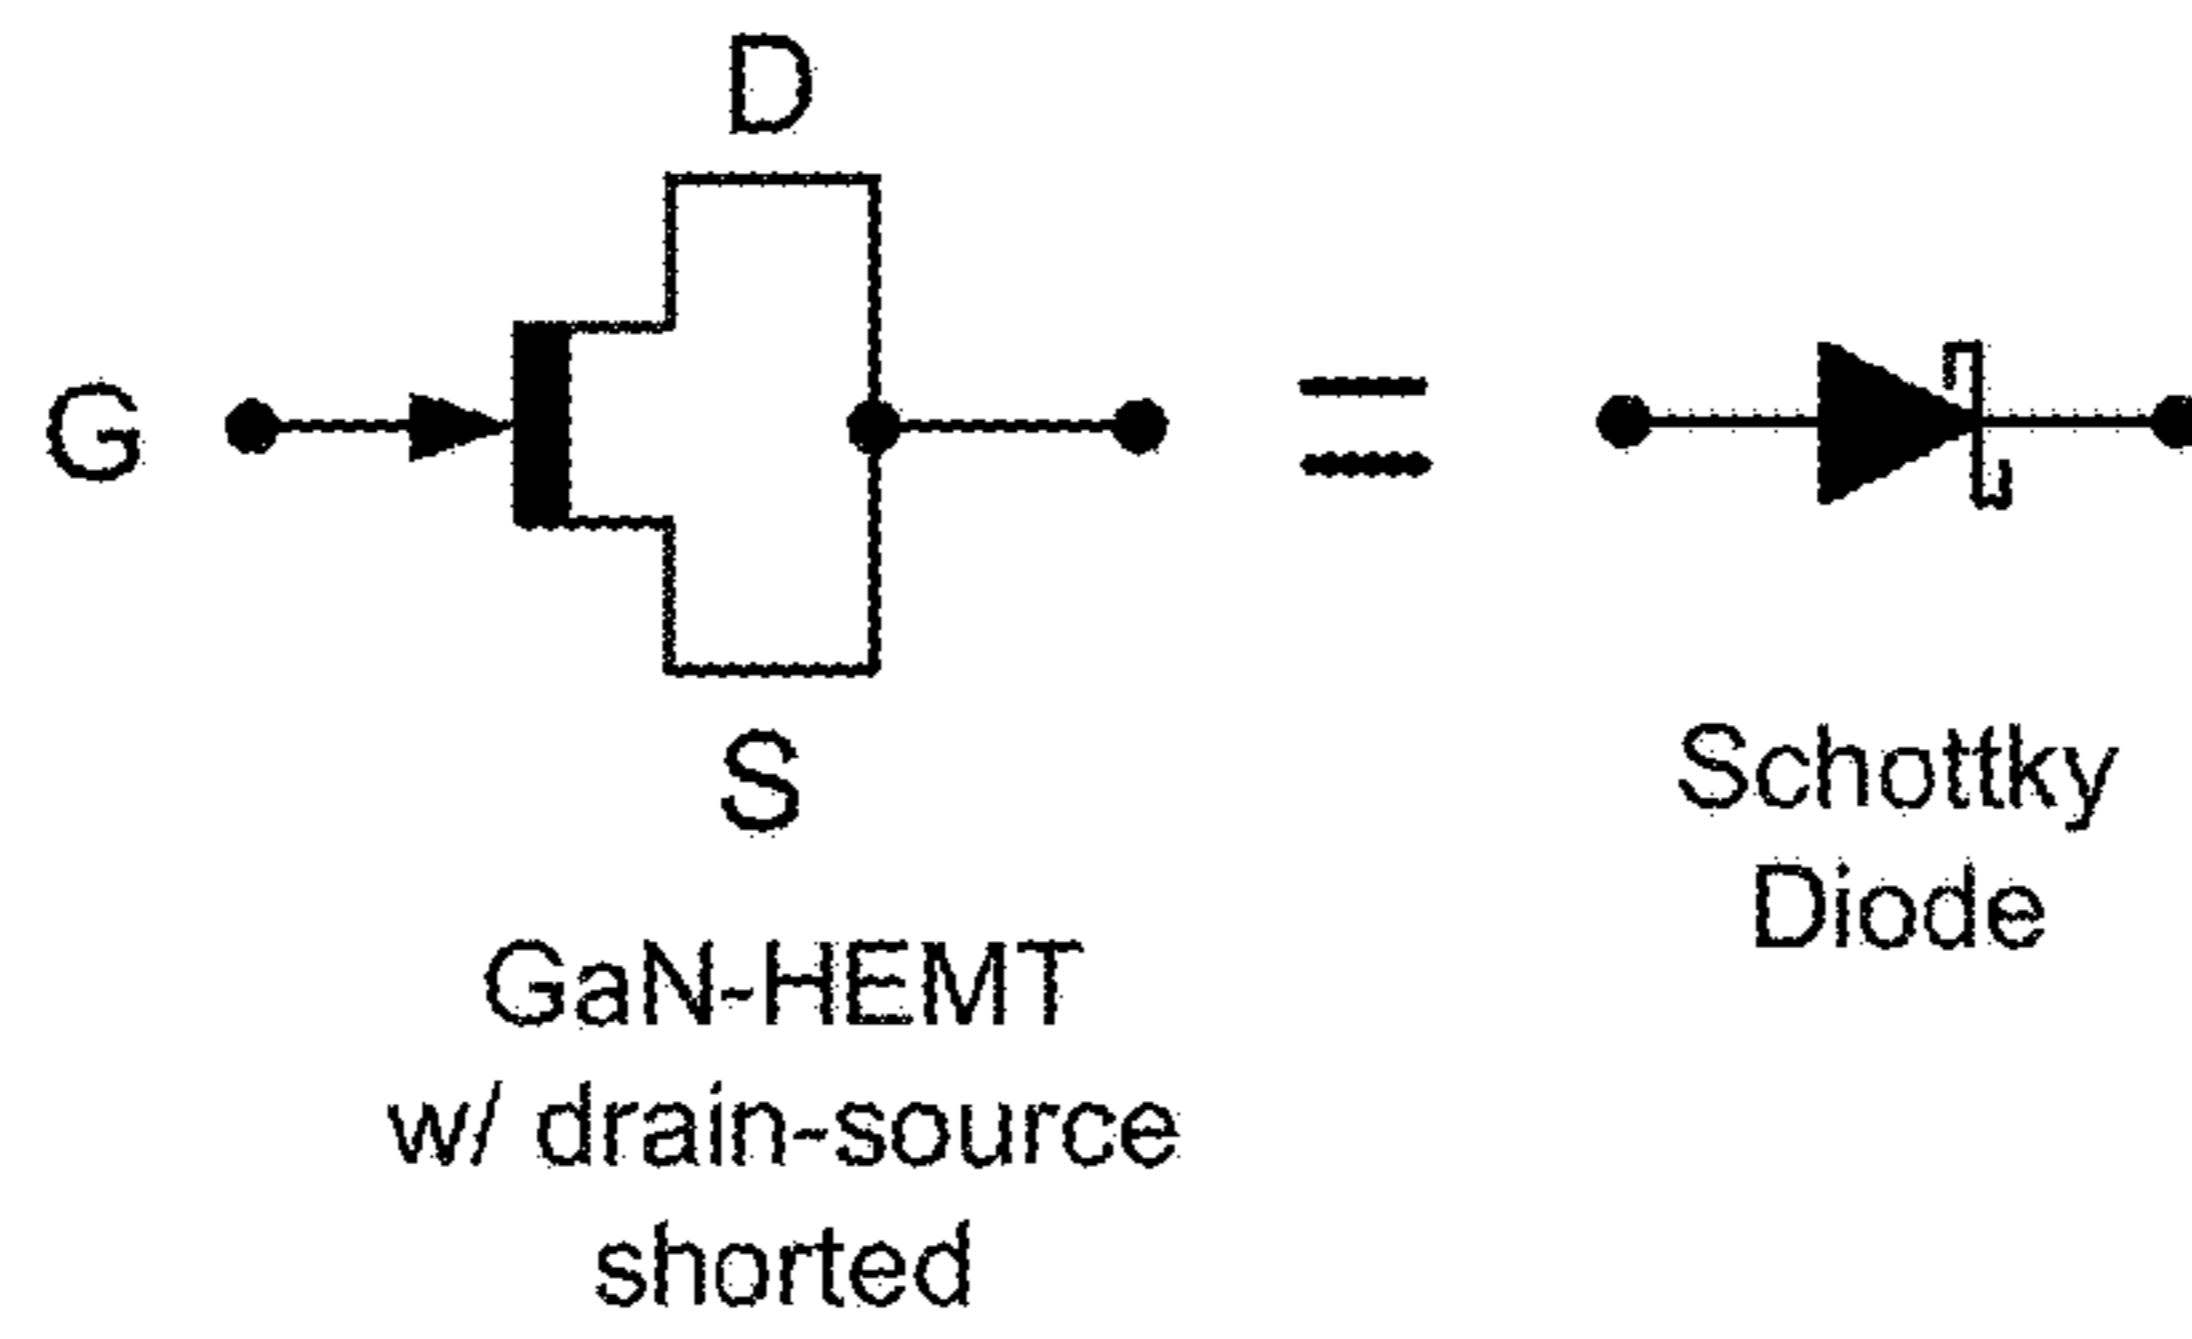 D
G
=
S
Schottky
Diode
GaN-HEMT
w/ drain-source
shorted